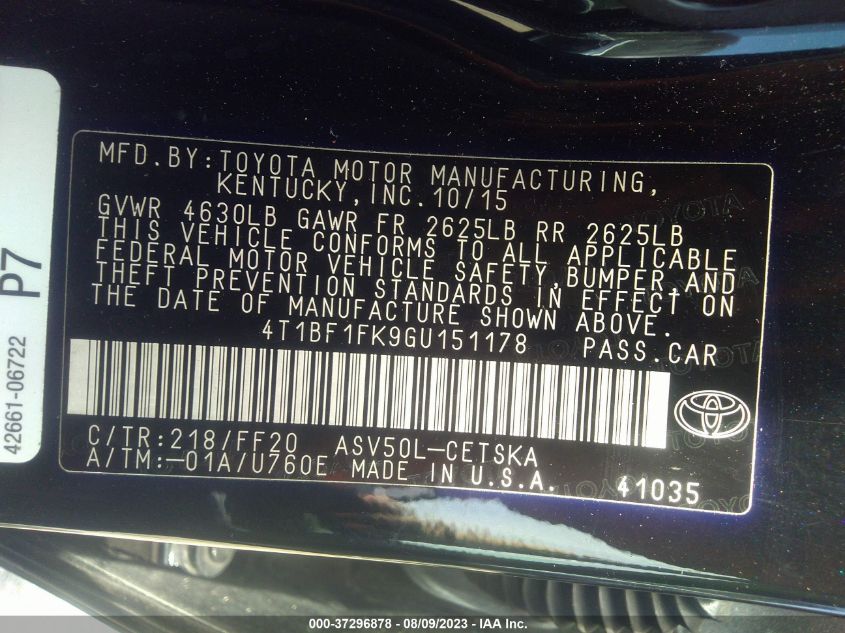 MFD.BY:TOYOTA MOTOR MANUFACTURING,
KENTUCKY,INC.10/15
GVWR 4630LB GAWR FR 2625LB RR 2625LB
THIS VEHICLE CONFORMS TO ALL APPLICABLE
FEDERAL MOTOR VEHICLE SAFETY,BUMPER,AND
THEFT PREVENTION STANDARDS IN EFFECT ON
THE DATE OF MANUFACTURE SHOWN ABOVE.
4T1BF1FK9GU151178 PASS.CAR
C/TR:218/FF20 ASV50L-CETSKA
A/TM:-01A/U760E MADE IN U.S.A. 41035
P7
42661-06722
TOYOTA
000-37296878 - 08/09/2023 - IAA Inc.